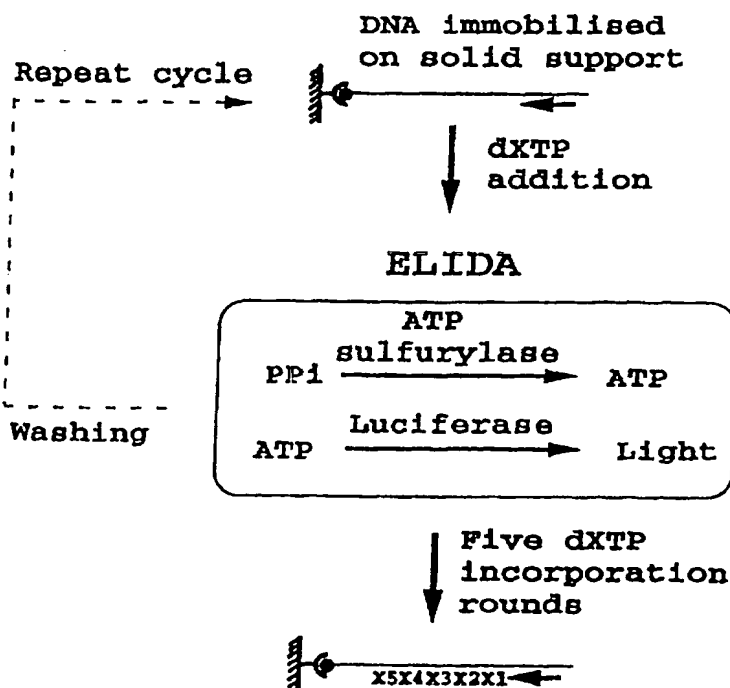 DNA immobilised
on solid support
Repeat cycle
dXTP
addition
ELIDA
ATP
sulfurylase
PPi
ATP
Luciferase
ATP
Light
Washing
Five dXTP
incorporation
rounds
X5X4X3X2X1